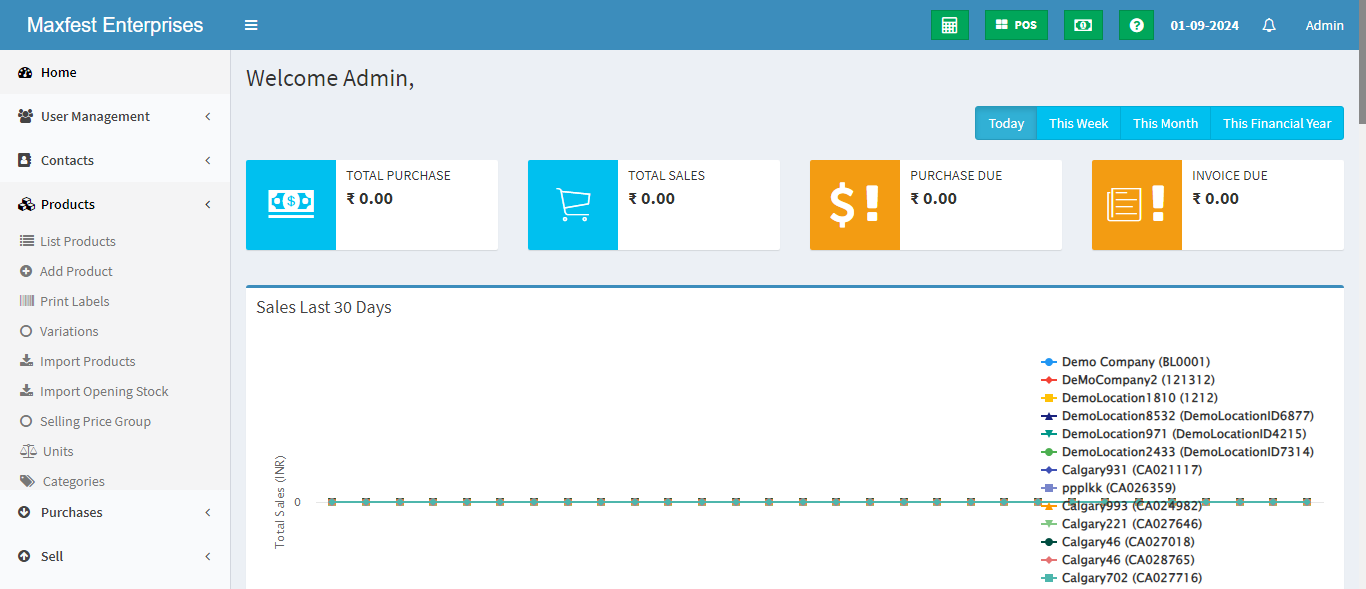 Maxfest Enterprises
POS
01-09-2024
Admin
Home
User Management
Contacts
Products
List Products
Add Product
Print Labels
Variations
Import Products
Import Opening Stock
Selling Price Group
Units
Categories
Purchases
Sell
Welcome Admin,
Today This Week This Month This Financial Year
TOTAL PURCHASE
₹ 0.00
TOTAL SALES
₹ 0.00
PURCHASE DUE
₹ 0.00
INVOICE DUE
₹ 0.00
Sales Last 30 Days
Total Sales (INR)
0
Demo Company (BL0001)
DeMoCompany2 (121312)
DemoLocation1810 (1212)
DemoLocation8532 (DemoLocationID6877)
DemoLocation971 (DemoLocationID4215)
DemoLocation2433 (DemoLocationID7314)
Calgary931 (CA021117)
ppplkk (CA026359)
Calgary993 (CA024982)
Calgary221 (CA027646)
Calgary46 (CA027018)
Calgary46 (CA028765)
Calgary702 (CA027716)